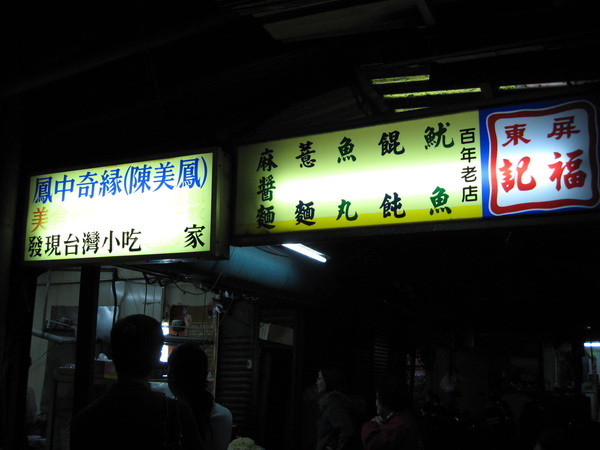 鳳中奇緣(陳美鳳)
美
發現台灣小吃 家
麻醬麵
薏麵
魚丸
餛飩
魷魚
百年老店
屏東
福記